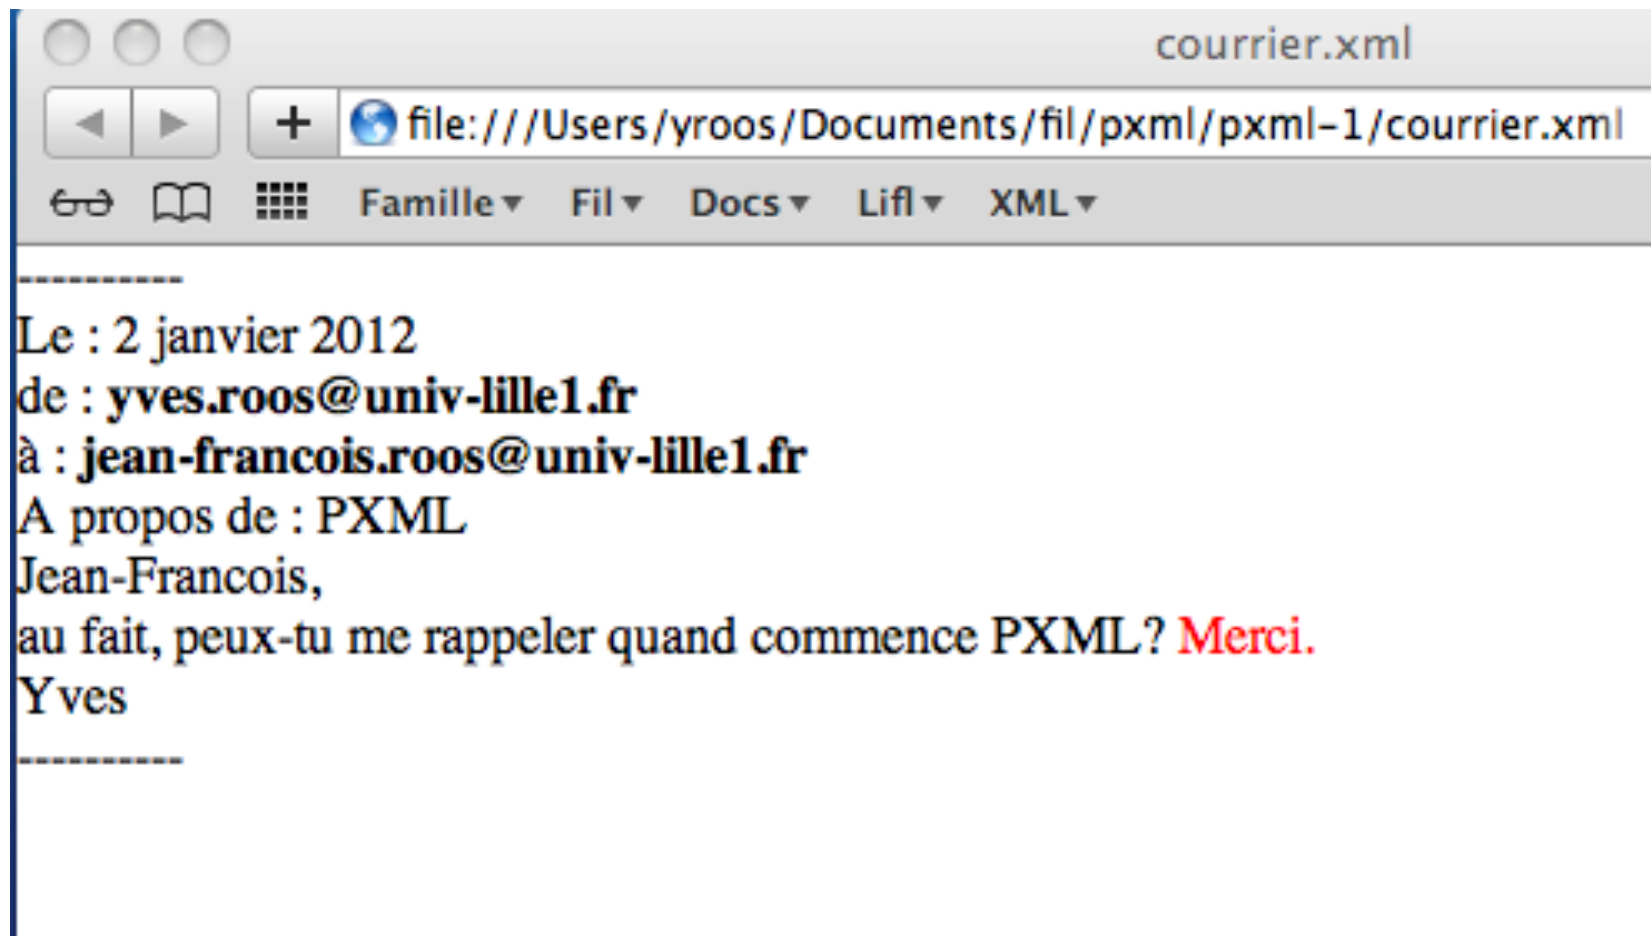 courrier.xml
file:///Users/yroos/Documents/fil/pxml/pxml-1/courrier.xml
Famille Fil Docs Lifl XML
----------
Le : 2 janvier 2012
de : yves.roos@univ-lille1.fr
à : jean-francois.roos@univ-lille1.fr
A propos de : PXML
Jean-Francois,
au fait, peux-tu me rappeler quand commence PXML? Merci.
Yves
----------